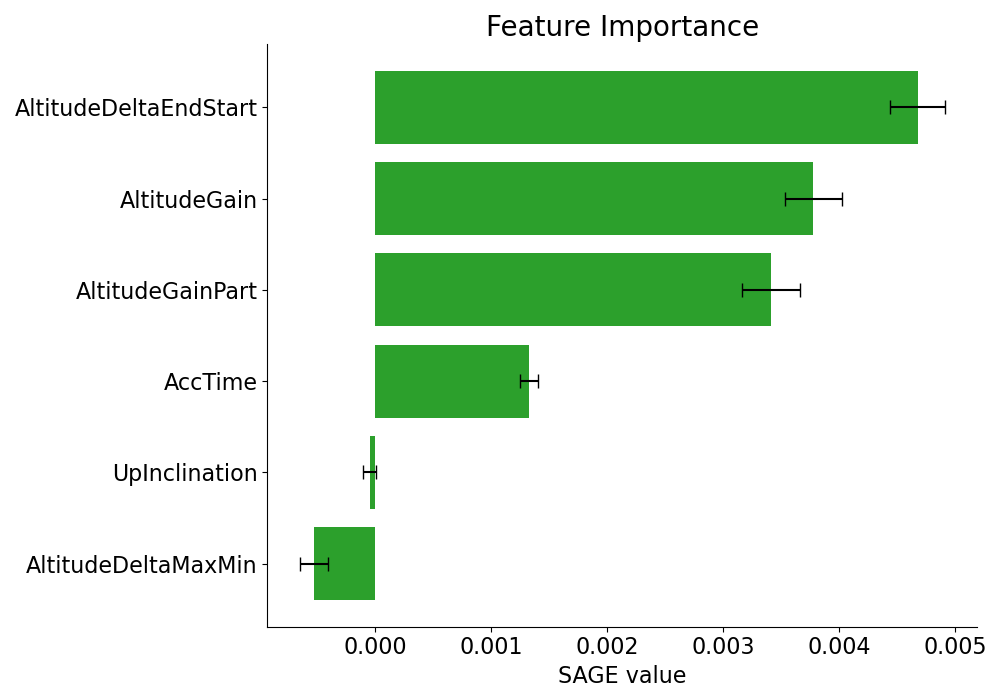 Feature Importance
AltitudeDeltaEndStart
AltitudeGain
AltitudeGainPart
AccTime
UpInclination
AltitudeDeltaMaxMin
0.000 0.001 0.002 0.003 0.004 0.005
SAGE value